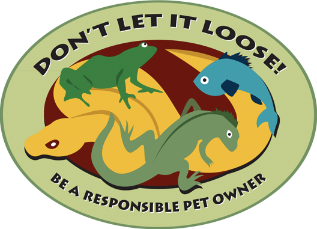 DON'T LET IT LOOSE!
BE A RESPONSIBLE PET OWNER